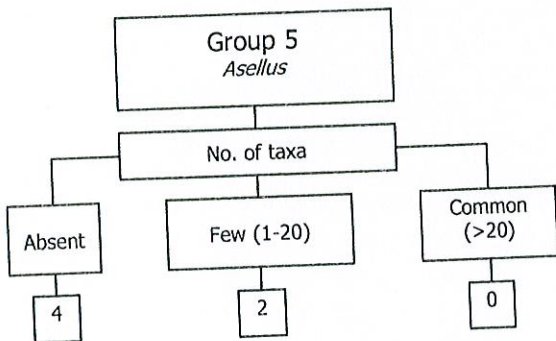 Group 5
Asellus
No. of taxa
Absent
Few (1-20)
Common
(>20)
4
2
0